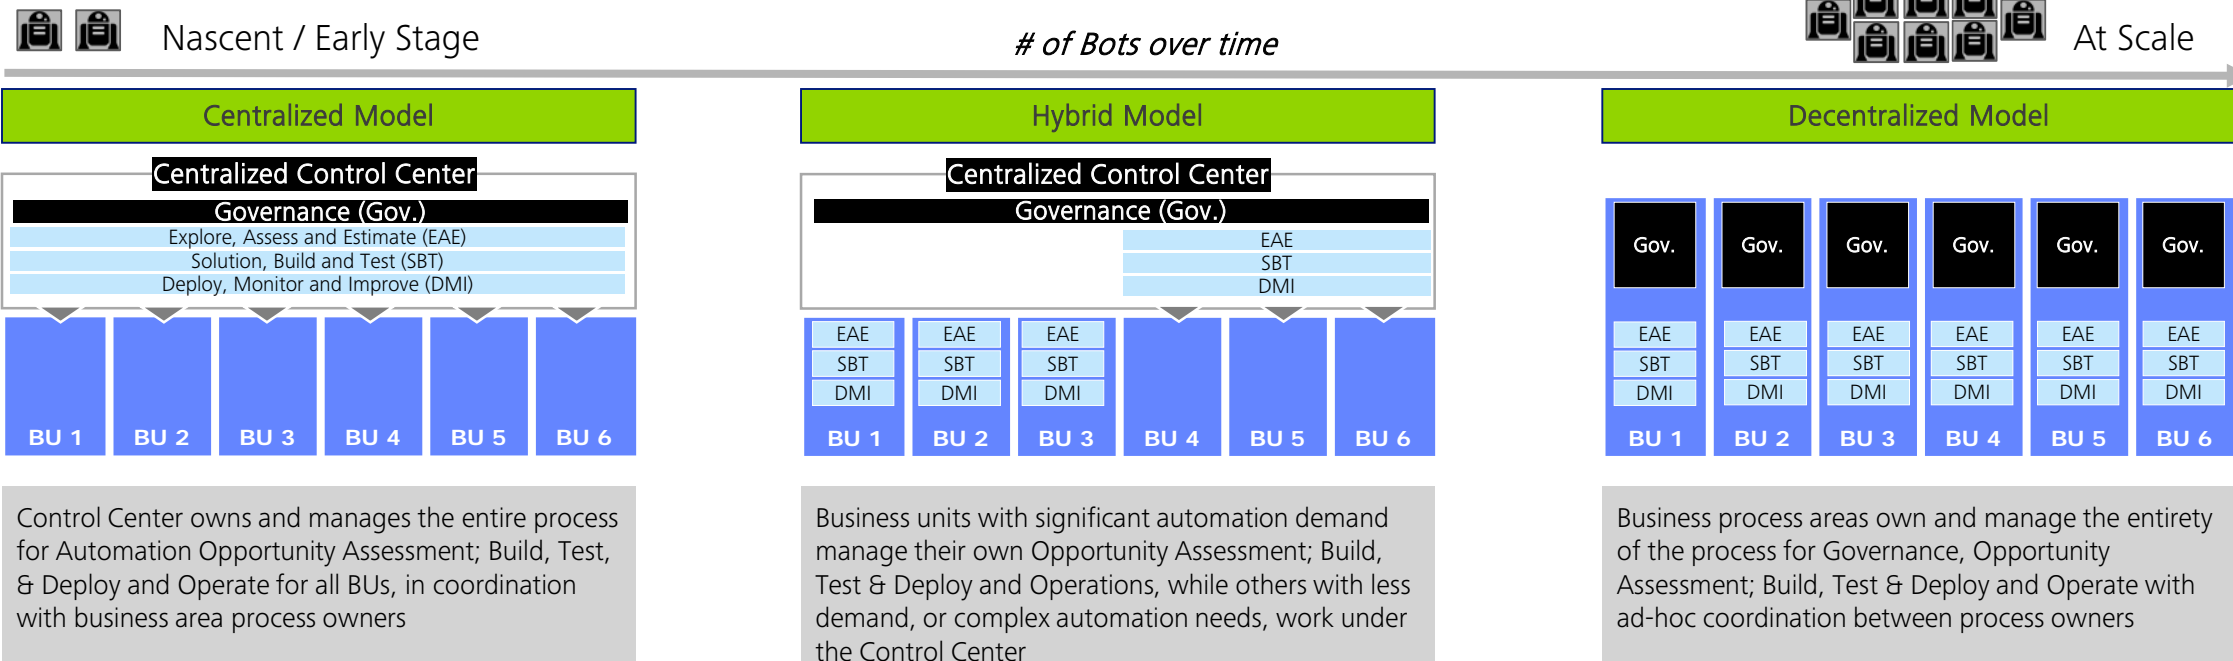 Nascent / Early Stage
# of Bots over time
At Scale
Centralized Model
Centralized Control Center
Governance (Gov.)
Explore, Assess and Estimate (EAE)
Solution, Build and Test (SBT)
Deploy, Monitor and Improve (DMI)
BU 1
BU 2
BU 3
BU 4
BU 5
BU 6
Control Center owns and manages the entire process
for Automation Opportunity Assessment; Build, Test,
& Deploy and Operate for all BUs, in coordination
with business area process owners
Hybrid Model
Centralized Control Center
Governance (Gov.)
EAE
SBT
DMI
EAE
SBT
DMI
BU 1
EAE
SBT
DMI
BU 2
EAE
SBT
DMI
BU 3
BU 4
BU 5
BU 6
Business units with significant automation demand
manage their own Opportunity Assessment; Build,
Test & Deploy and Operations, while others with less
demand, or complex automation needs, work under
the Control Center
Decentralized Model
Gov.
EAE
SBT
DMI
BU 1
Gov.
EAE
SBT
DMI
BU 2
Gov.
EAE
SBT
DMI
BU 3
Gov.
EAE
SBT
DMI
BU 4
Gov.
EAE
SBT
DMI
BU 5
Gov.
EAE
SBT
DMI
BU 6
Business process areas own and manage the entirety
of the process for Governance, Opportunity
Assessment; Build, Test & Deploy and Operate with
ad-hoc coordination between process owners